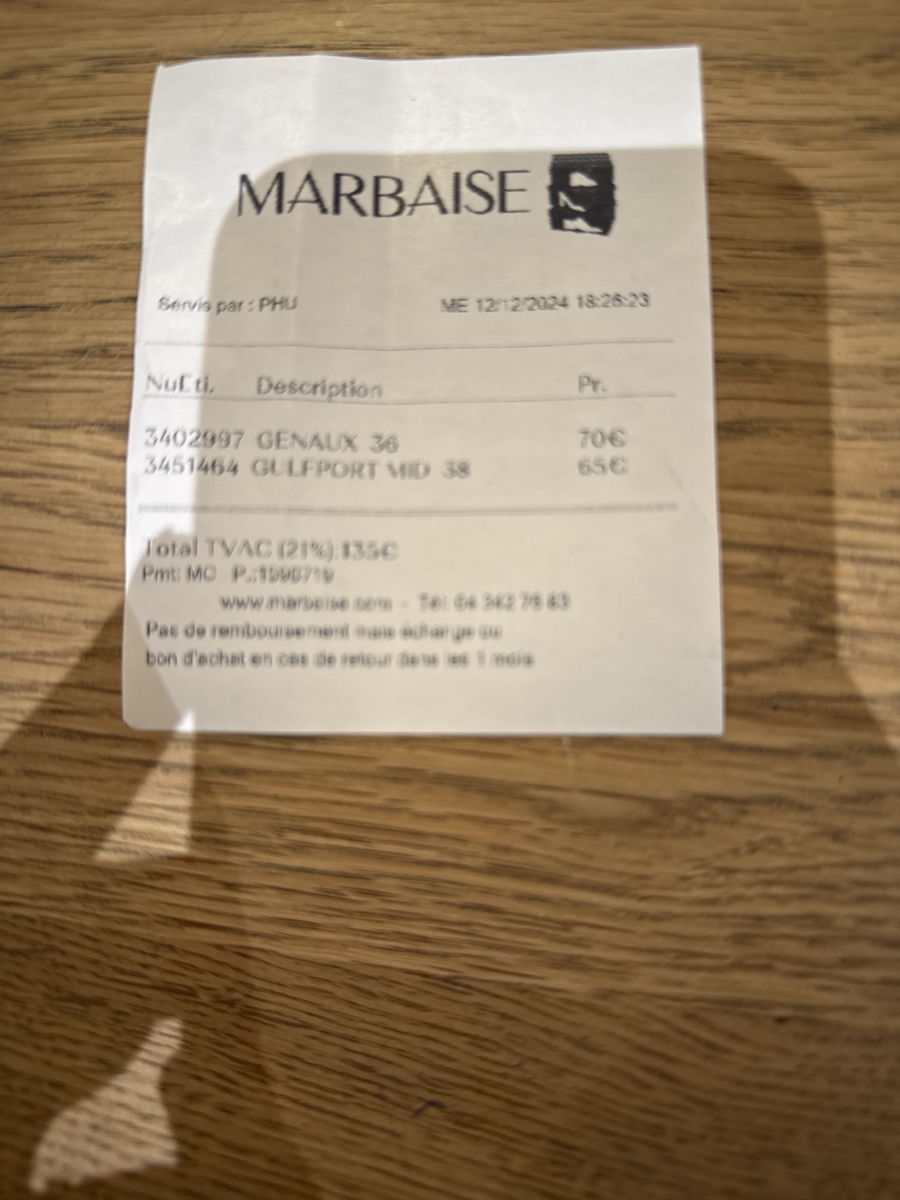 MARBAISE
Servis par : PHU ME 12/12/2024 18:26:23
NuEti. Description Pr.
3402997 GENAUX 36 70€
3451464 GULFPORT MID 38 65€
Total TVAC (21%):135€
Pmt: MC
www.marbaise.com - Tél 04 342 76 83
Pas de remboursement mais échange ou
bon d'achat en cas de retour dans les 1 mois